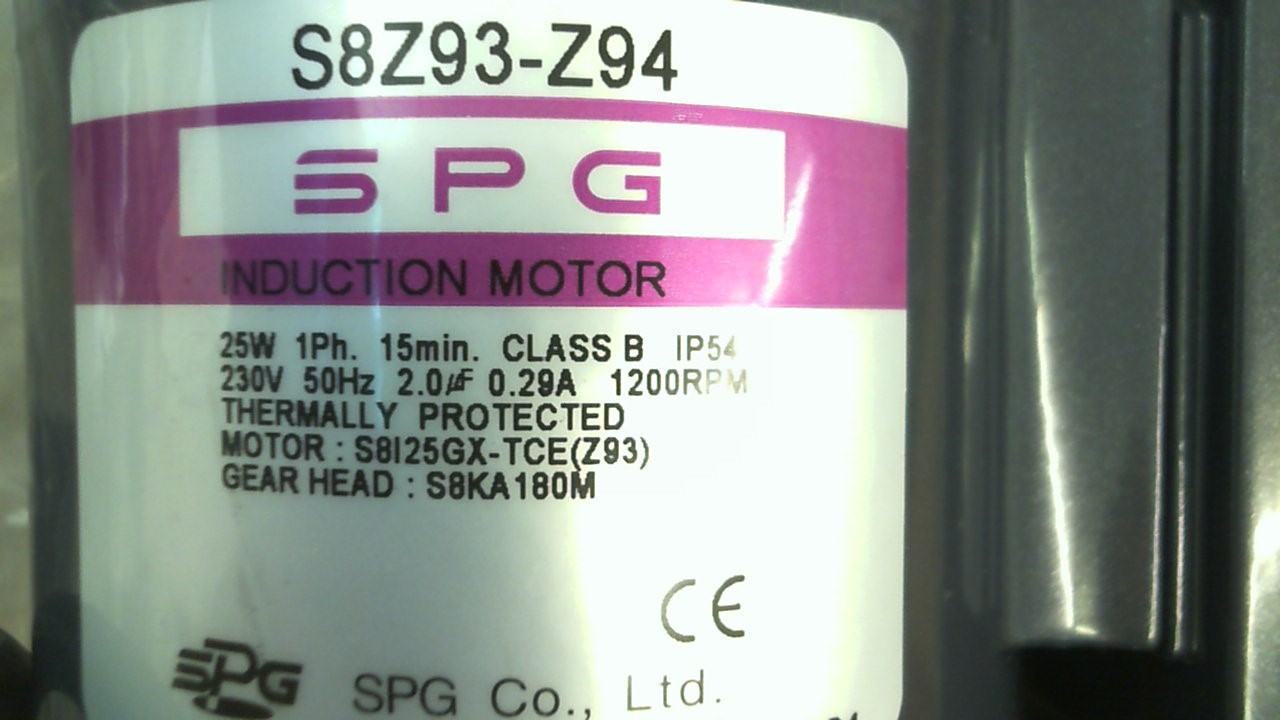 S8Z93-Z94
SPG
INDUCTION MOTOR
25W 1Ph. 15min. CLASS B IP54
230V 50Hz 2.0µF 0.29A 1200RPM
THERMALLY PROTECTED
MOTOR : S8I25GX-TCE(Z93)
GEAR HEAD : S8KA180M
CE
SPG SPG Co., Ltd.